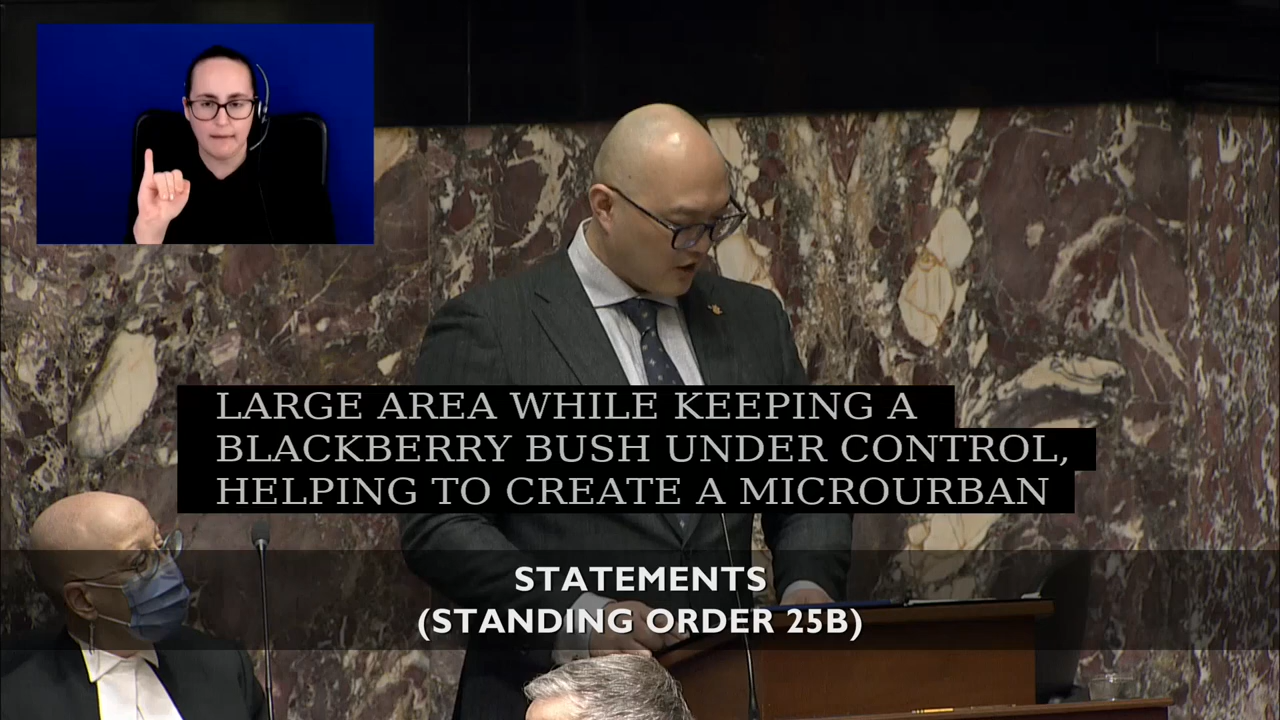 LARGE AREA WHILE KEEPING A
BLACKBERRY BUSH UNDER CONTROL,
HELPING TO CREATE A MICROURBAN
STATEMENTS
(STANDING ORDER 25B)